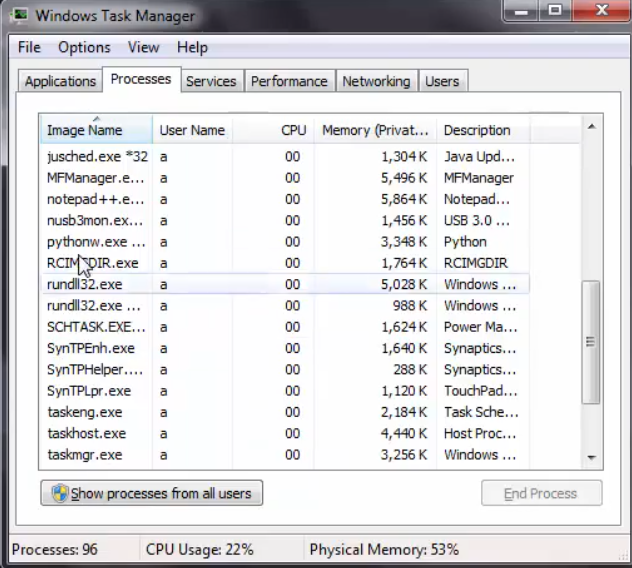 Windows Task Manager
File Options View Help
Applications Processes Services Performance Networking Users
Image Name User Name CPU Memory (Privat... Description
jusched.exe *32 a 00 1,304 K Java Upd...
MFManager.e... a 00 5,496 K MFManager
notepad++.e... a 00 5,864 K Notepad...
nusb3mon.ex... a 00 1,456 K USB 3.0 ...
pythonw.exe ... a 00 3,348 K Python
RCIMGDIR.exe a 00 1,764 K RCIMGDIR
rundll32.exe a 00 5,028 K Windows ...
rundll32.exe ... a 00 988 K Windows ...
SCHTASK.EXE... a 00 1,624 K Power Ma...
SynTPEnh.exe a 00 1,640 K Synaptics...
SynTPHelper.... a 00 288 K Synaptics...
SynTPLpr.exe a 00 1,120 K TouchPad...
taskeng.exe a 00 2,184 K Task Sche...
taskhost.exe a 00 4,440 K Host Proc...
taskmgr.exe a 00 3,256 K Windows ...
Show processes from all users End Process
Processes: 96 CPU Usage: 22% Physical Memory: 53%